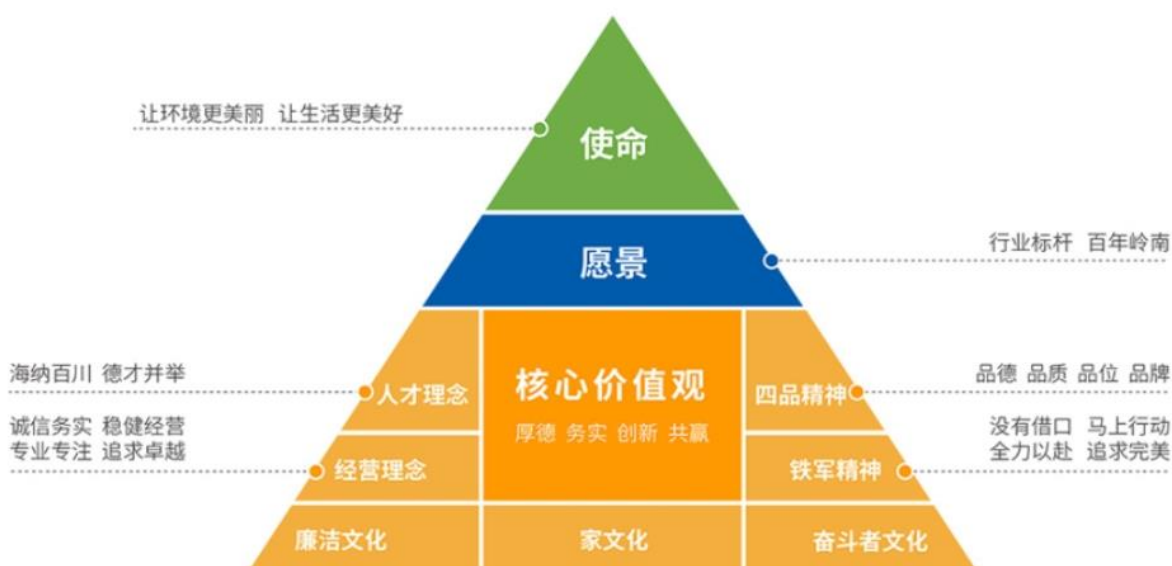 让环境更美丽 让生活更美好
使命
愿景
行业标杆 百年岭南
海纳百川 德才并举
人才理念
核心价值观
厚德 务实 创新 共赢
四品精神
品德 品质 品位 品牌
诚信务实 稳健经营
专业专注 追求卓越
经营理念
铁军精神
没有借口 马上行动
全力以赴 追求完美
廉洁文化
家文化
奋斗者文化